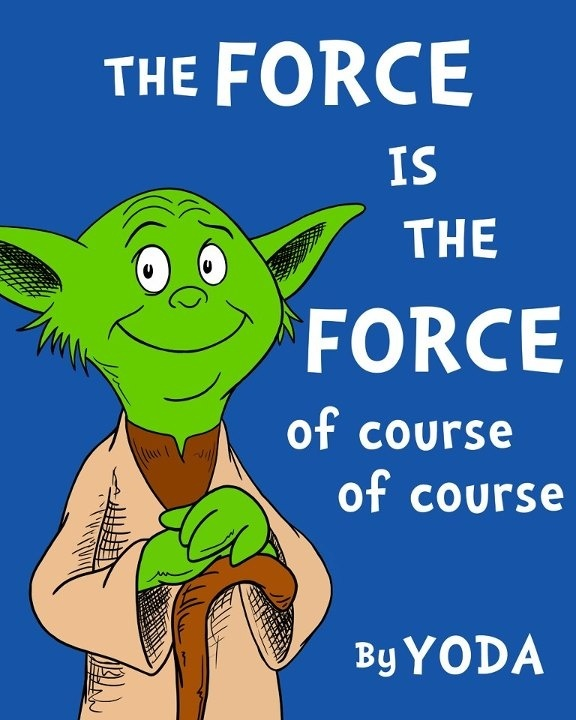 THE FORCE
IS
THE
FORCE
of course
of course
By YODA